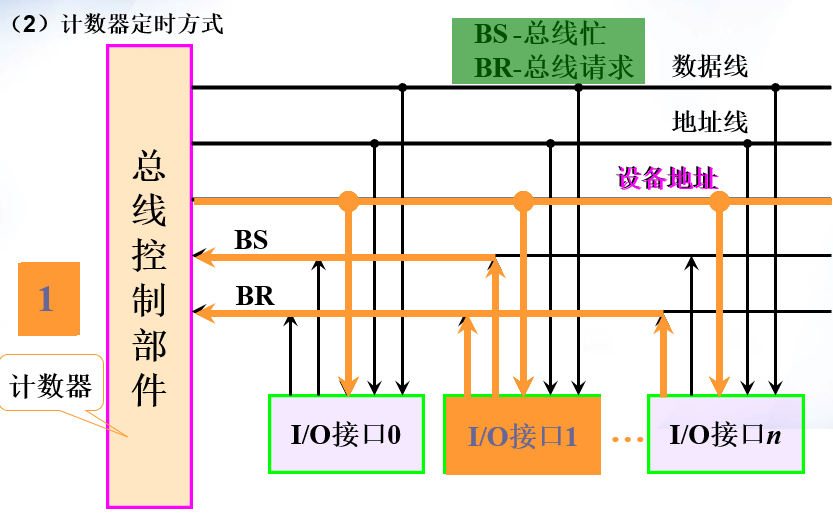 （2）计数器定时方式
BS-总线忙
BR-总线请求
数据线
地址线
设备地址
BS
BR
总线控制部件
1
计数器
I/O接口0
I/O接口1
…
I/O接口n